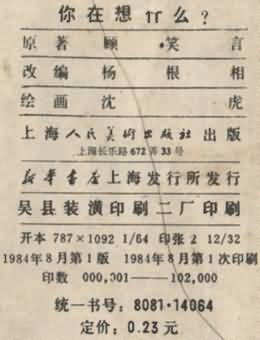 你在想什么?
原著 顾·笑言
改编 杨根相
绘画 沈虎
上海人民美術出版社出版
上海长乐路672弄33号
新华書店上海发行所发行
吴县装潢印刷二厂印刷
开本 787×1092 1/64 印张 2 12/32
1984年8月第1版 1984年8月第1次印刷
印数 000,001——102,000
统一书号: 8081·14064
定价: 0.23元